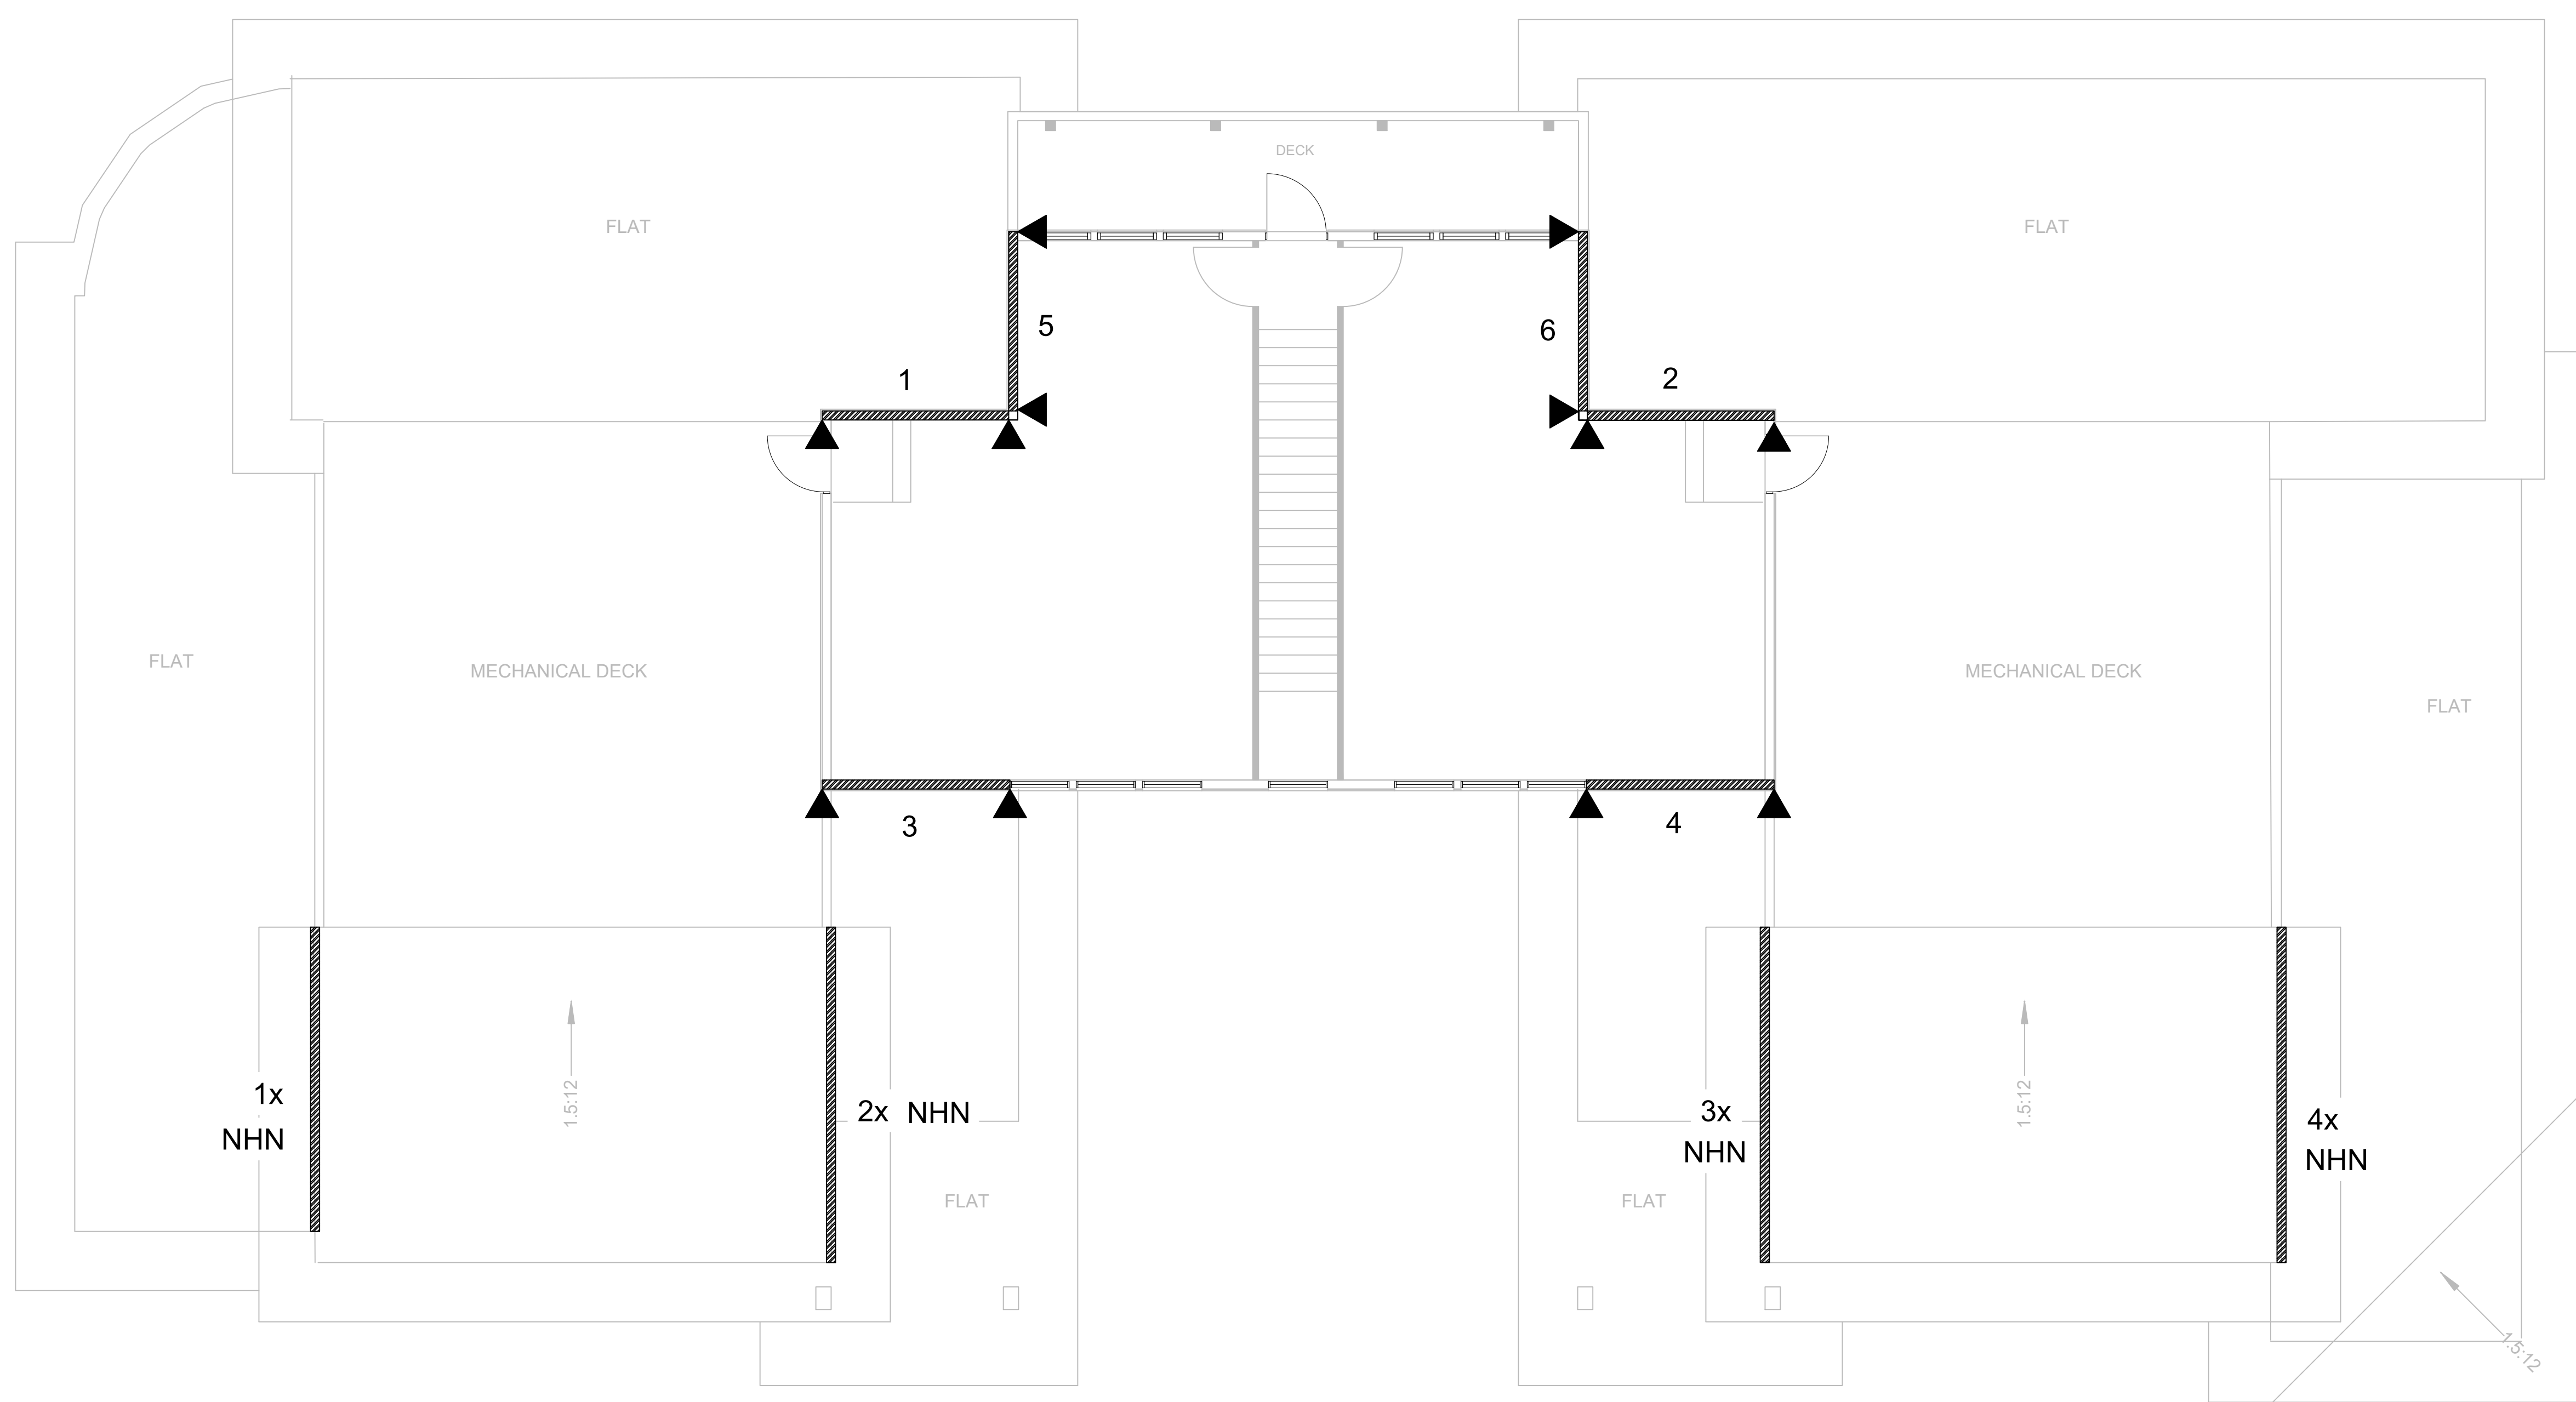 DECK
FLAT
FLAT
5
6
1
2
FLAT
MECHANICAL DECK
MECHANICAL DECK
FLAT
3
4
1x
NHN
1.5:12
2x NHN
3x
NHN
1.5:12
4x
NHN
FLAT
FLAT
1.5:12